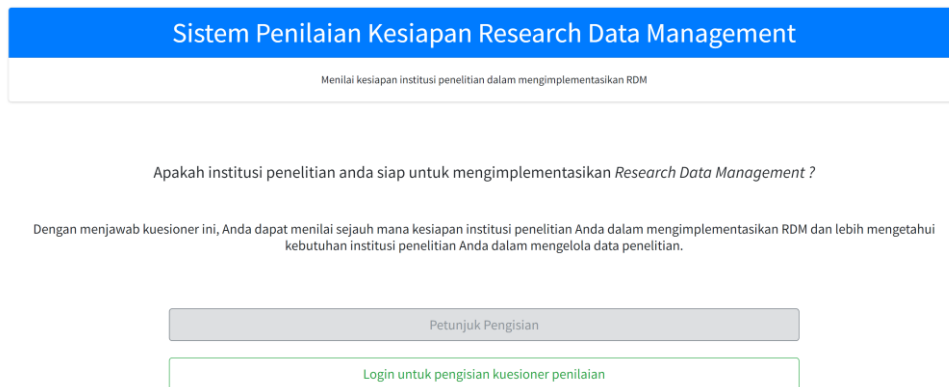 Sistem Penilaian Kesiapan Research Data Management
Menilai kesiapan institusi penelitian dalam mengimplementasikan RDM
Apakah institusi penelitian anda siap untuk mengimplementasikan Research Data Management ?
Dengan menjawab kuesioner ini, Anda dapat menilai sejauh mana kesiapan institusi penelitian Anda dalam mengimplementasikan RDM dan lebih mengetahui
kebutuhan institusi penelitian Anda dalam mengelola data penelitian.
Petunjuk Pengisian
Login untuk pengisian kuesioner penilaian